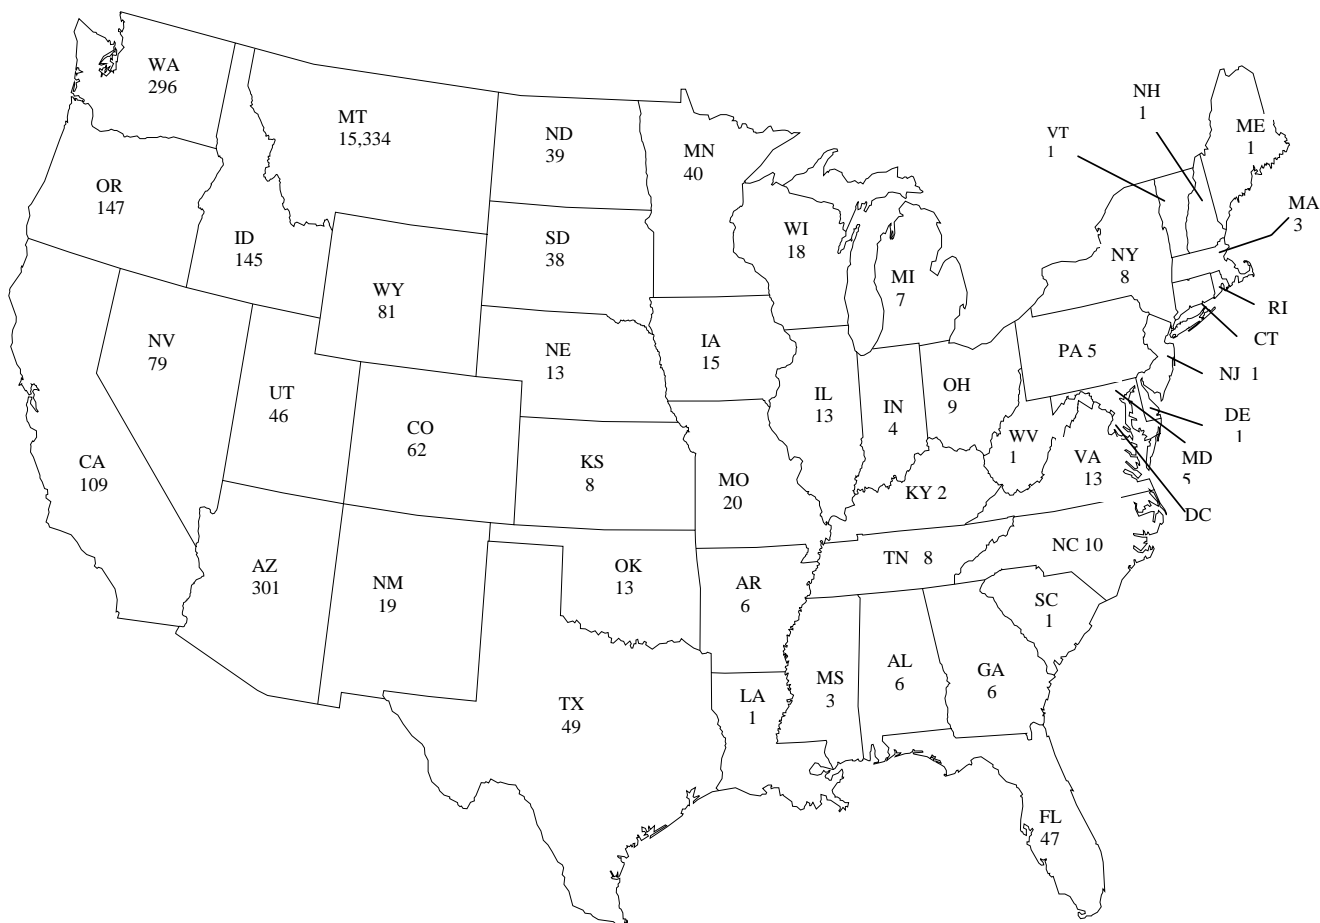 WA
296
MT
15,334
ND
39
MN
40
NH
1
VT
1
ME
1
OR
147
ID
145
WY
81
SD
38
WI
18
MI
7
NY
8
MA
3
RI
CT
NV
79
UT
46
CO
62
NE
13
IA
15
IL
13
IN
4
OH
9
PA 5
NJ 1
DE
1
MD
5
DC
WV
1
VA
13
CA
109
KS
8
MO
20
KY 2
AZ
301
NM
19
OK
13
AR
6
TN 8
NC 10
SC
1
TX
49
LA
1
MS
3
AL
6
GA
6
FL
47